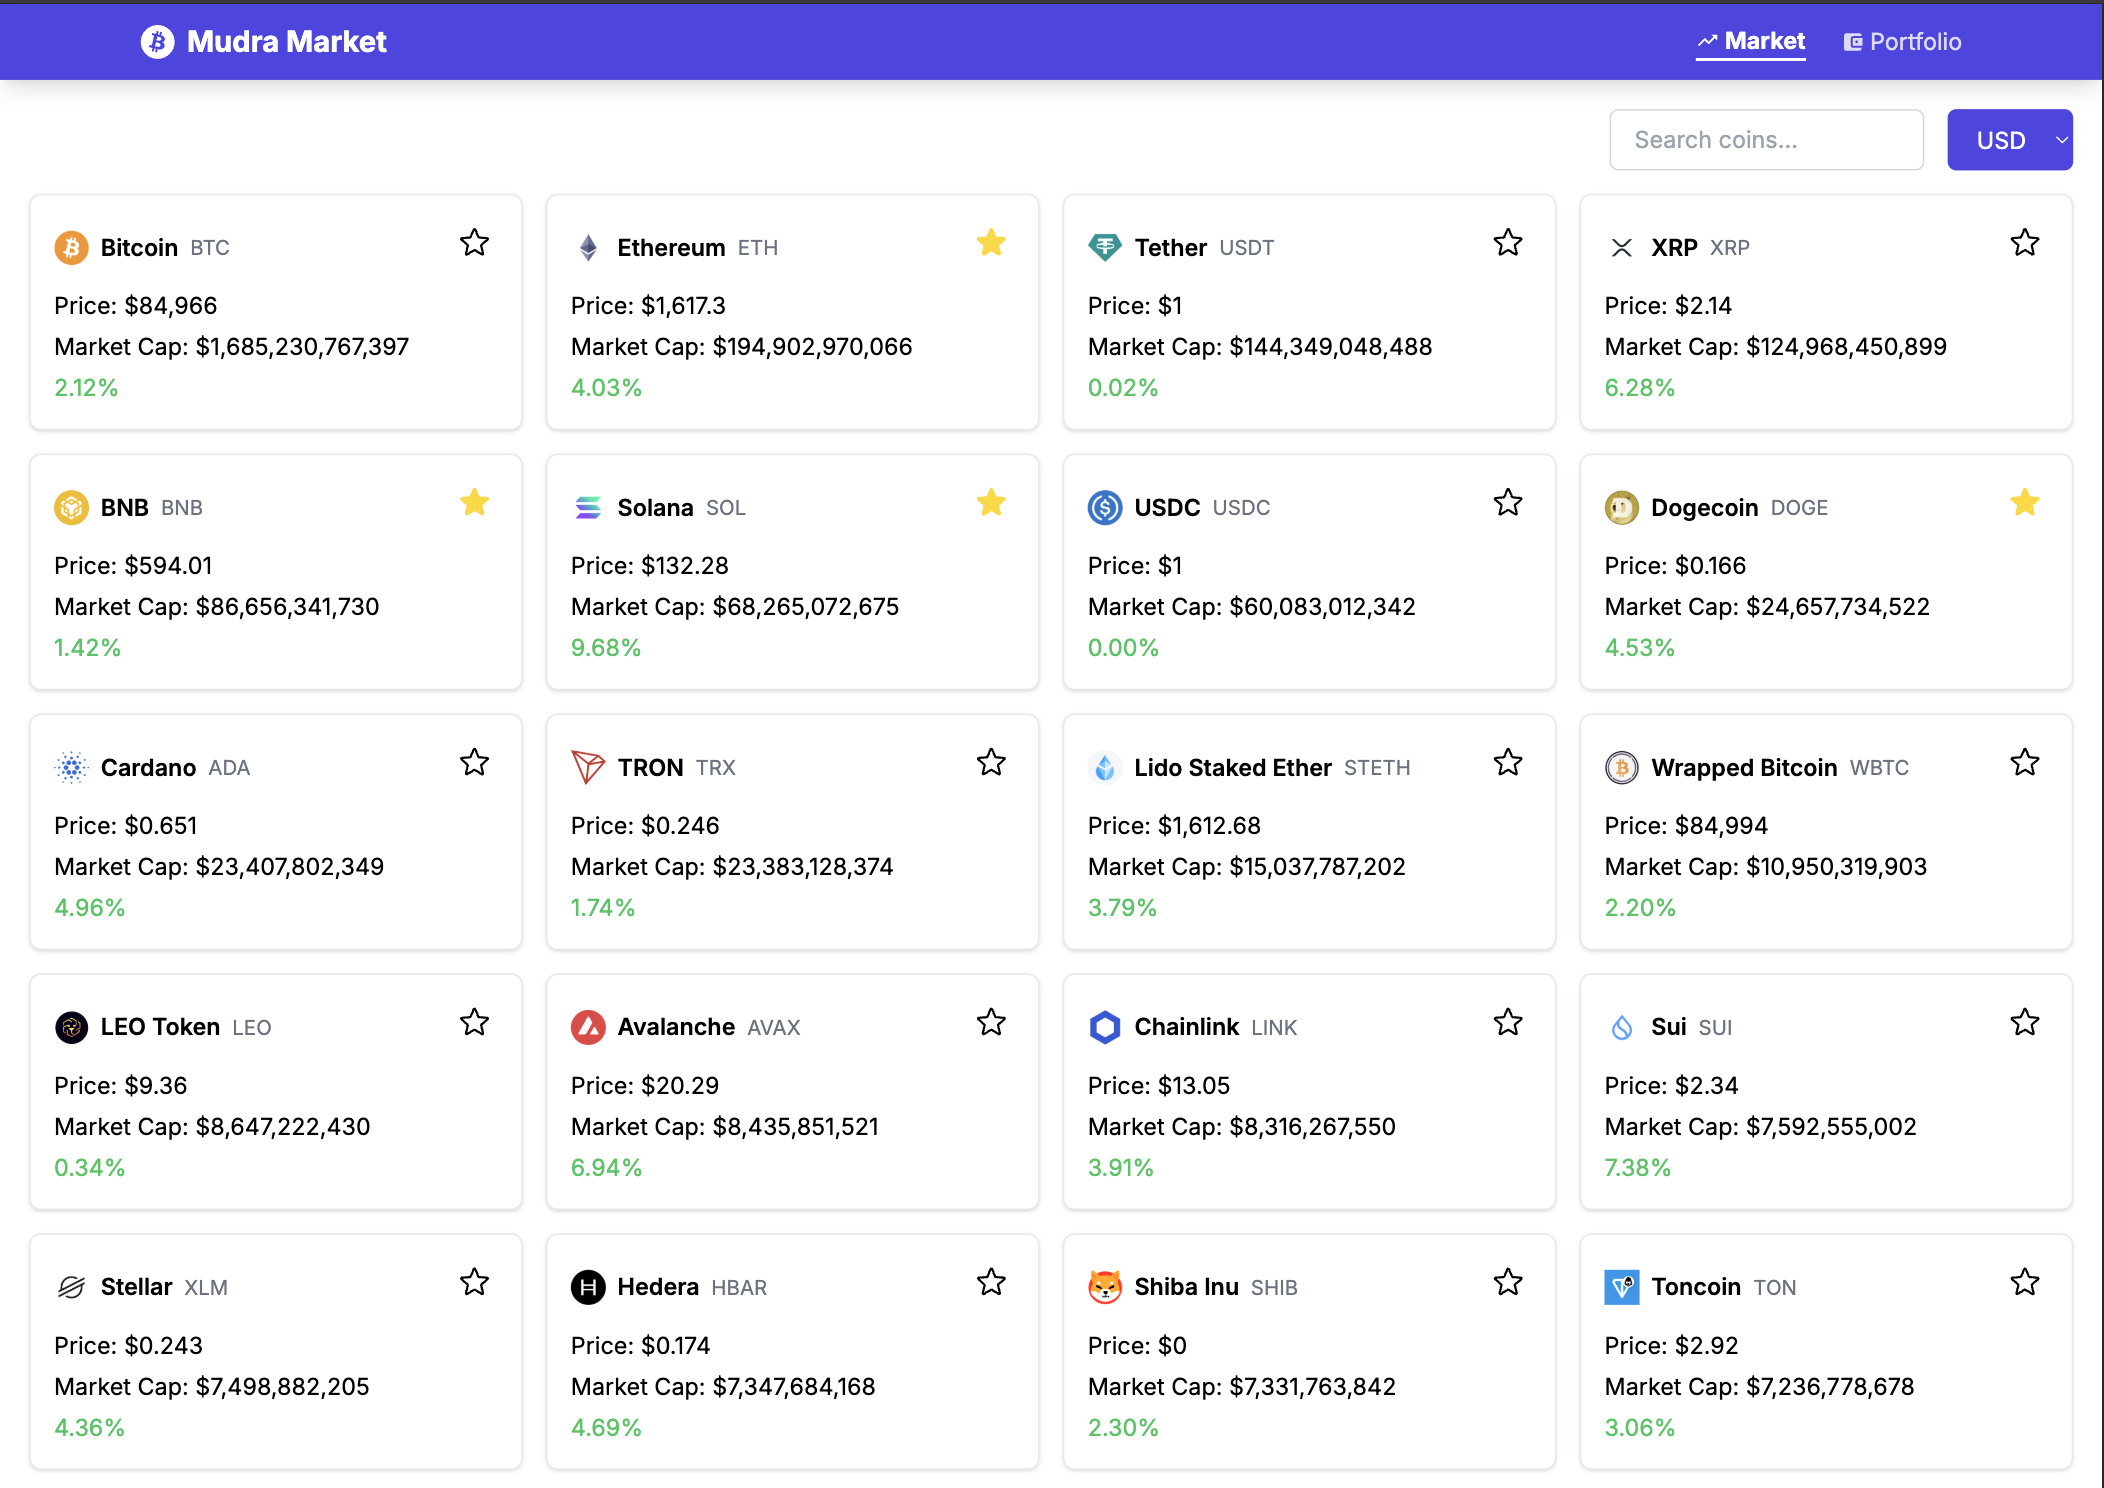 Mudra Market
Market
Portfolio
Search coins...
USD
Bitcoin BTC
Price: $84,966
Market Cap: $1,685,230,767,397
2.12%
Ethereum ETH
Price: $1,617.3
Market Cap: $194,902,970,066
4.03%
Tether USDT
Price: $1
Market Cap: $144,349,048,488
0.02%
XRP XRP
Price: $2.14
Market Cap: $124,968,450,899
6.28%
BNB BNB
Price: $594.01
Market Cap: $86,656,341,730
1.42%
Solana SOL
Price: $132.28
Market Cap: $68,265,072,675
9.68%
USDC USDC
Price: $1
Market Cap: $60,083,012,342
0.00%
Dogecoin DOGE
Price: $0.166
Market Cap: $24,657,734,522
4.53%
Cardano ADA
Price: $0.651
Market Cap: $23,407,802,349
4.96%
TRON TRX
Price: $0.246
Market Cap: $23,383,128,374
1.74%
Lido Staked Ether STETH
Price: $1,612.68
Market Cap: $15,037,787,202
3.79%
Wrapped Bitcoin WBTC
Price: $84,994
Market Cap: $10,950,319,903
2.20%
LEO Token LEO
Price: $9.36
Market Cap: $8,647,222,430
0.34%
Avalanche AVAX
Price: $20.29
Market Cap: $8,435,851,521
6.94%
Chainlink LINK
Price: $13.05
Market Cap: $8,316,267,550
3.91%
Sui SUI
Price: $2.34
Market Cap: $7,592,555,002
7.38%
Stellar XLM
Price: $0.243
Market Cap: $7,498,882,205
4.36%
Hedera HBAR
Price: $0.174
Market Cap: $7,347,684,168
4.69%
Shiba Inu SHIB
Price: $0
Market Cap: $7,331,763,842
2.30%
Toncoin TON
Price: $2.92
Market Cap: $7,236,778,678
3.06%